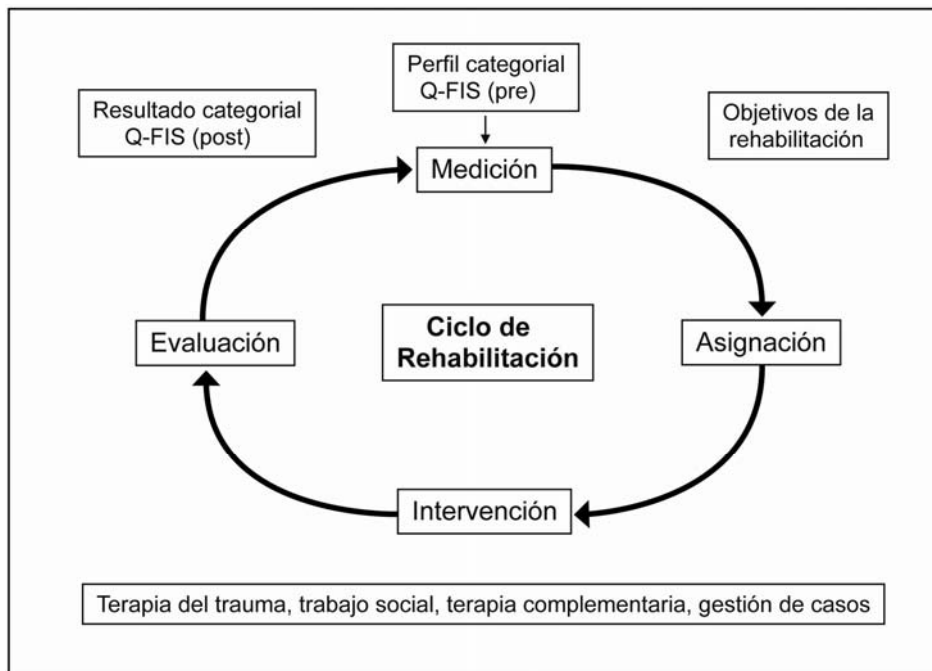 Perfil categorial
Q-FIS (pre)
Resultado categorial
Q-FIS (post)
Objetivos de la
rehabilitación
Medición
Evaluación
Ciclo de
Rehabilitación
Asignación
Intervención
Terapia del trauma, trabajo social, terapia complementaria, gestión de casos